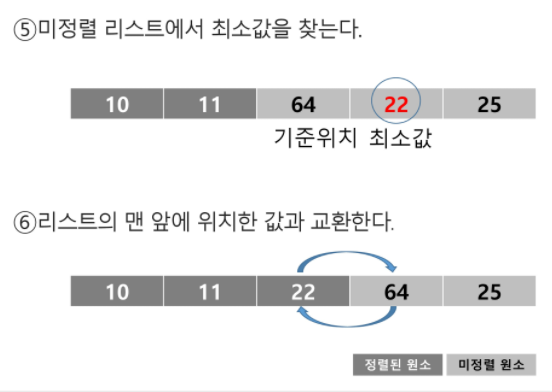 ⑤미정렬 리스트에서 최소값을 찾는다.
10 11 64 22 25
기준위치 최소값
⑥리스트의 맨 앞에 위치한 값과 교환한다.
10 11 22 64 25
정렬된 원소 미정렬 원소